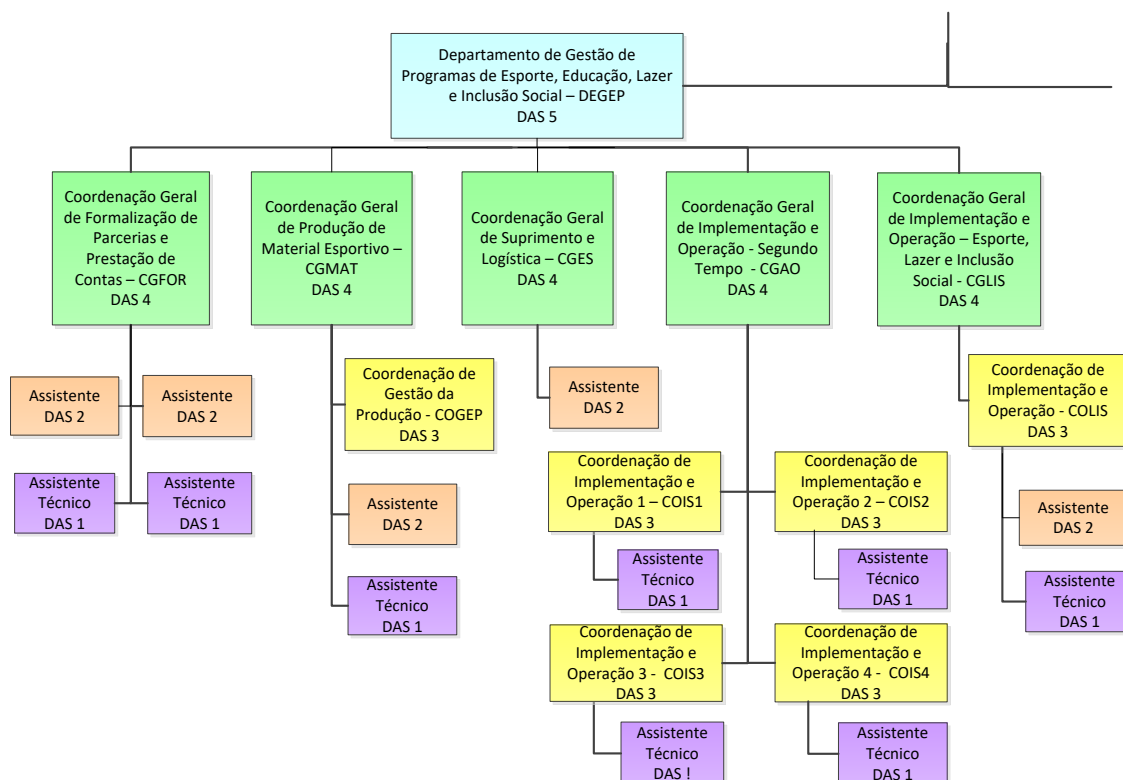 Departamento de Gestão de
Programas de Esporte, Educação, Lazer
e Inclusão Social – DEGEP
DAS 5
Coordenação Geral
de Formalização de
Parcerias e
Prestação de
Contas – CGFOR
DAS 4
Coordenação Geral
de Produção de
Material Esportivo –
CGMAT
DAS 4
Coordenação Geral
de Suprimento e
Logística – CGES
DAS 4
Coordenação Geral
de Implementação e
Operação - Segundo
Tempo - CGAO
DAS 4
Coordenação Geral
de Implementação e
Operação – Esporte,
Lazer e Inclusão
Social - CGLIS
DAS 4
Assistente
DAS 2
Assistente
DAS 2
Assistente
Técnico
DAS 1
Assistente
Técnico
DAS 1
Coordenação de
Gestão da
Produção - COGEP
DAS 3
Assistente
DAS 2
Assistente
Técnico
DAS 1
Assistente
DAS 2
Coordenação de
Implementação e
Operação 1 – COIS1
DAS 3
Assistente
Técnico
DAS 1
Coordenação de
Implementação e
Operação 2 – COIS2
DAS 3
Assistente
Técnico
DAS 1
Coordenação de
Implementação e
Operação 3 - COIS3
DAS 3
Assistente
Técnico
DAS !
Coordenação de
Implementação e
Operação 4 - COIS4
DAS 3
Assistente
Técnico
DAS 1
Coordenação de
Implementação e
Operação - COLIS
DAS 3
Assistente
DAS 2
Assistente
Técnico
DAS 1